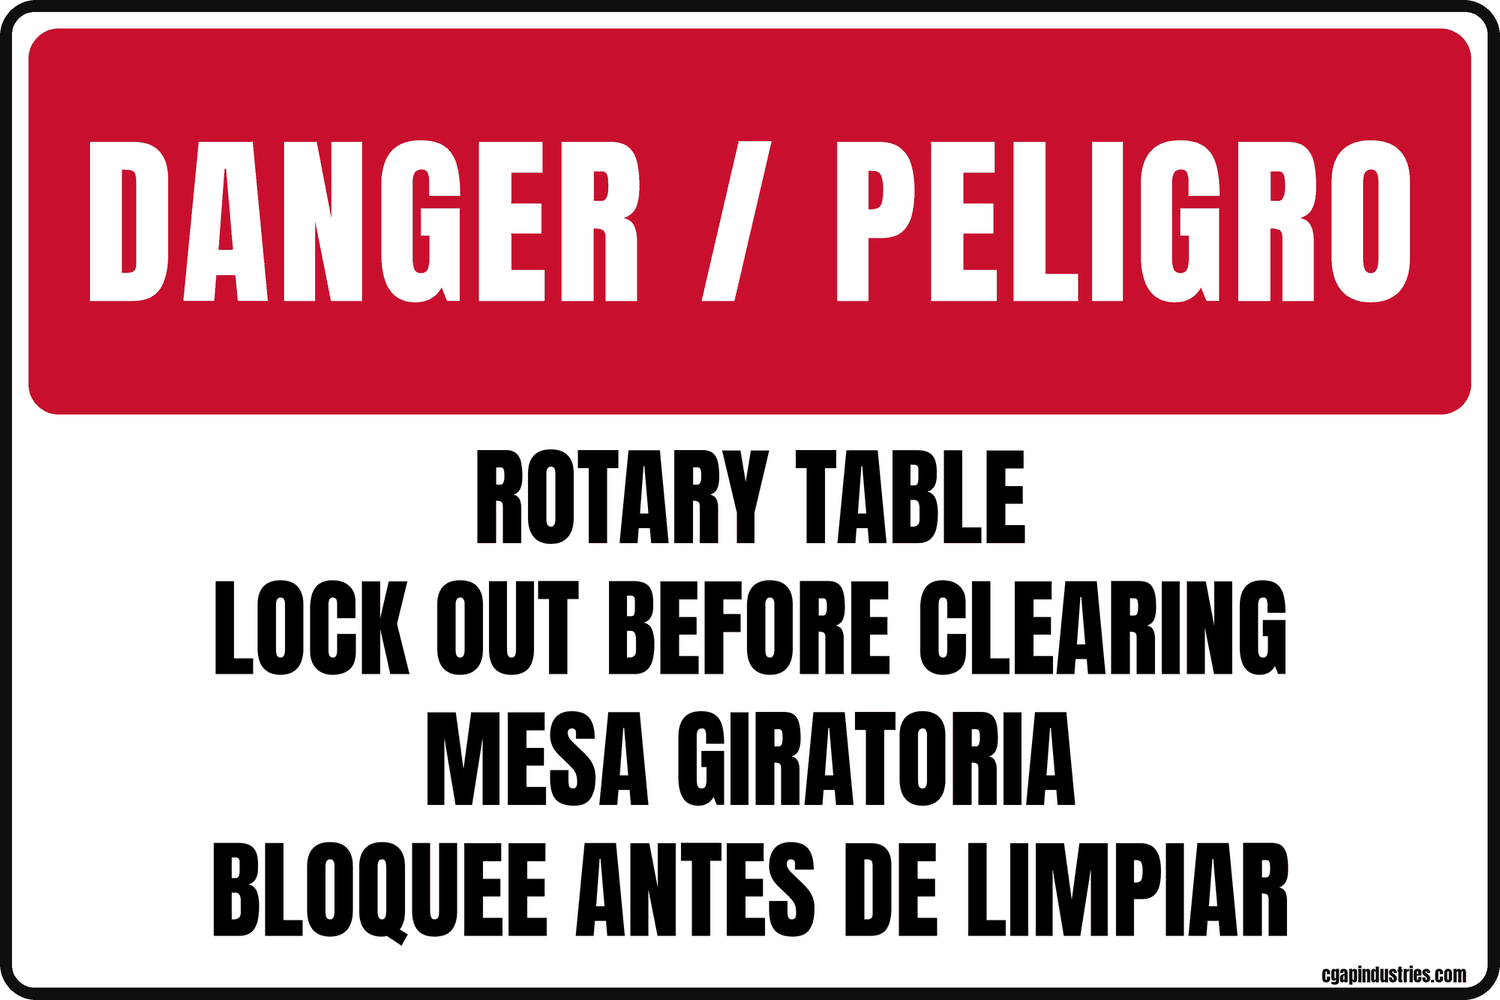 DANGER / PELIGRO
ROTARY TABLE
LOCK OUT BEFORE CLEARING
MESA GIRATORIA
BLOQUEE ANTES DE LIMPIAR
cgapindustries.com